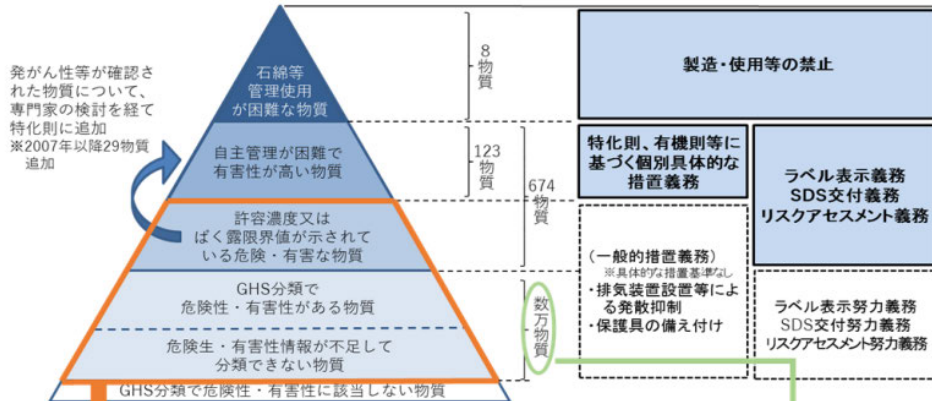 発がん性等が確認され
た物質について、
専門家の検討を経て
特化則に追加
※2007年以降29物質
追加
石綿等
管理使用
が困難な物質
自主管理が困難で
有害性が高い物質
許容濃度又は
ばく露限界値が示されて
いる危険・有害な物質
GHS分類で
危険性・有害性がある物質
危険生・有害性情報が不足して
分類できない物質
GHS分類で危険性・有害性に該当しない物質
8
物質
123
物質
674
物質
数万物質
製造・使用等の禁止
特化則、有機則等に
基づく個別具体的な
措置義務
ラベル表示義務
SDS交付義務
リスクアセスメント義務
(一般的措置義務)
※具体的な措置基準なし
・排気装置設置等によ
る発散抑制
・保護具の備え付け
ラベル表示努力義務
SDS交付努力義務
リスクアセスメント努力義務